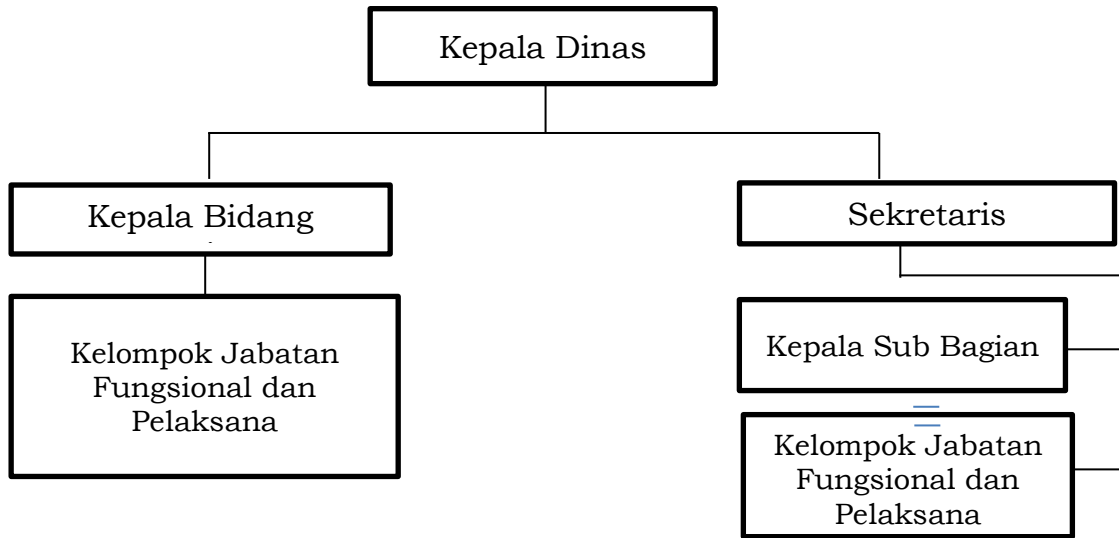 Kepala Dinas
Kepala Bidang
Sekretaris
Kelompok Jabatan
Fungsional dan
Pelaksana
Kepala Sub Bagian
Kelompok Jabatan
Fungsional dan
Pelaksana